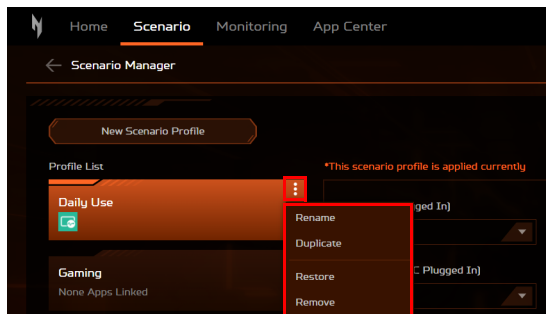 Home Scenario Monitoring App Center
Scenario Manager
New Scenario Profile
Profile List
*This scenario profile is applied currently
Daily Use
Rename
Duplicate
Restore
Remove
ged In)
C Plugged In)
Gaming
None Apps Linked